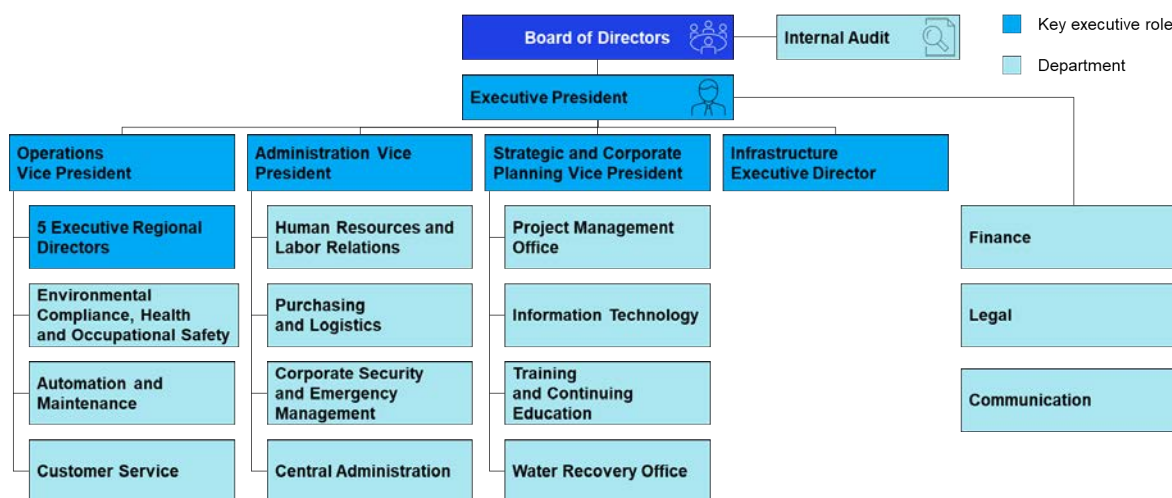 Board of Directors
Internal Audit
Key executive role
Department
Executive President
Operations
Vice President
Administration Vice
President
Strategic and Corporate
Planning Vice President
Infrastructure
Executive Director
5 Executive Regional
Directors
Human Resources and
Labor Relations
Project Management
Office
Finance
Environmental
Compliance, Health
and Occupational Safety
Purchasing
and Logistics
Information Technology
Legal
Automation and
Maintenance
Corporate Security
and Emergency
Management
Training
and Continuing
Education
Communication
Customer Service
Central Administration
Water Recovery Office